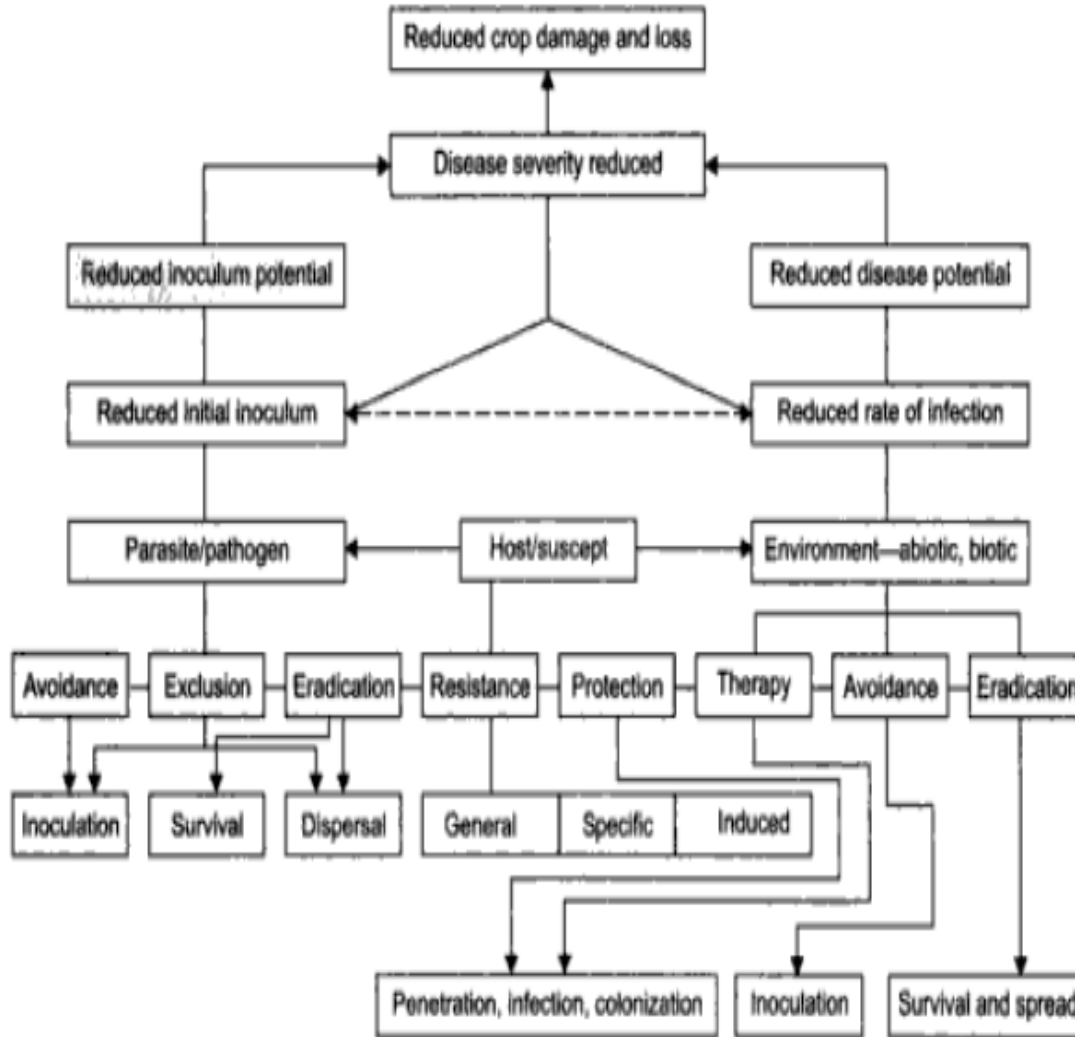 Reduced crop damage and loss
Disease severity reduced
Reduced inoculum potential
Reduced disease potential
Reduced initial inoculum
Reduced rate of infection
Parasite/pathogen
Host/suscept
Environment—abiotic, biotic
Avoidance
Exclusion
Eradication
Resistance
Protection
Therapy
Avoidance
Eradication
Inoculation
Survival
Dispersal
General
Specific
Induced
Penetration, infection, colonization
Inoculation
Survival and spread